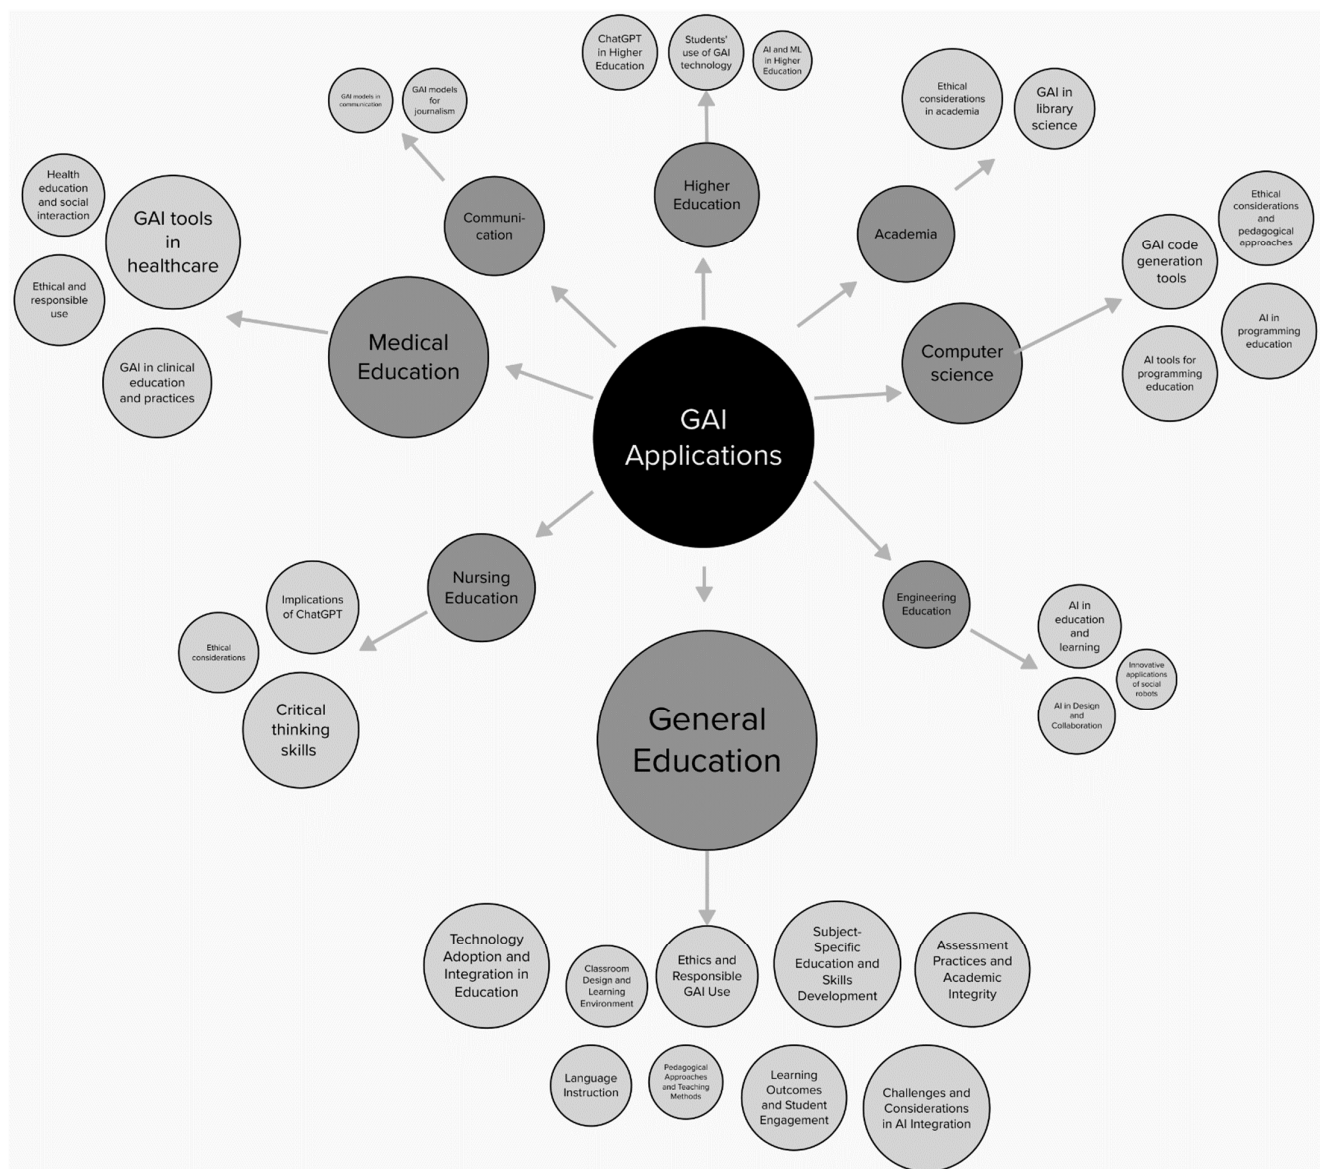 ChatGPT
in Higher
Education
Students'
use of GAI
technology
AI and ML
in Higher
Education
GAI models in
communication
GAI models
for
journalism
Ethical
considerations
in academia
GAI in
library
science
Higher
Education
Communi-
cation
Academia
Health
education
and social
interaction
GAI tools
in
healthcare
Ethical and
responsible
use
GAI in clinical
education
and practices
Medical
Education
Computer
science
GAI code
generation
tools
Ethical
considerations
and
pedagogical
approaches
AI in
programming
education
AI tools for
programming
education
GAI
Applications
Nursing
Education
Implications
of ChatGPT
Ethical
considerations
Critical
thinking
skills
Engineering
Education
AI in
education
and
learning
Innovative
applications
of social
robots
AI in Design
and
Collaboration
General
Education
Technology
Adoption and
Integration in
Education
Classroom
Design and
Learning
Environment
Ethics and
Responsible
GAI Use
Subject-
Specific
Education and
Skills
Development
Assessment
Practices and
Academic
Integrity
Language
Instruction
Pedagogical
Approaches
and Teaching
Methods
Learning
Outcomes
and Student
Engagement
Challenges and
Considerations
in AI Integration